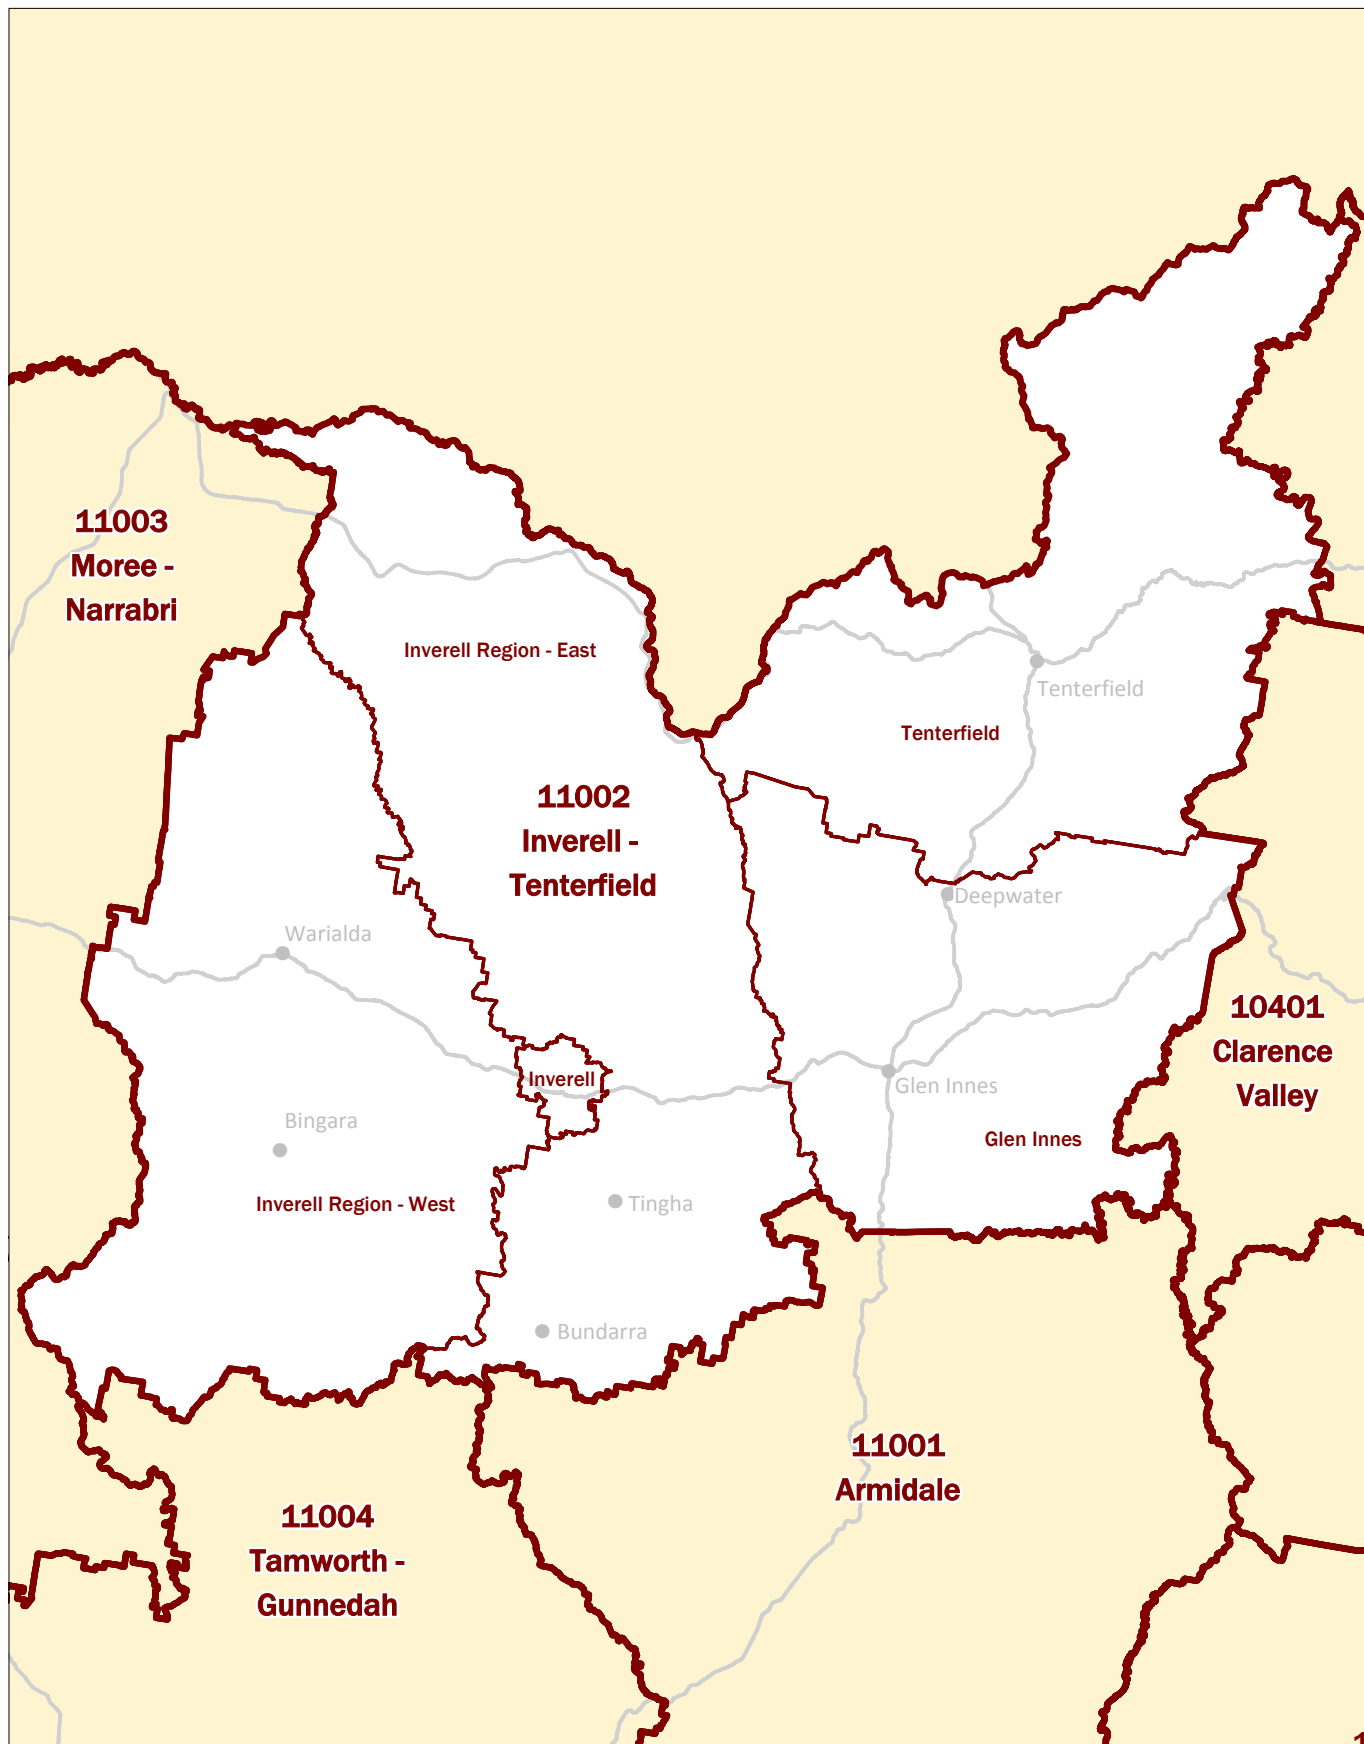 11003
Moree -
Narrabri
Inverell Region - East
Tenterfield
Tenterfield
11002
Inverell -
Tenterfield
Deepwater
Warialda
10401
Clarence
Valley
Inverell
Glen Innes
Bingara
Glen Innes
Inverell Region - West
Tingha
Bundarra
11001
Armidale
11004
Tamworth -
Gunnedah